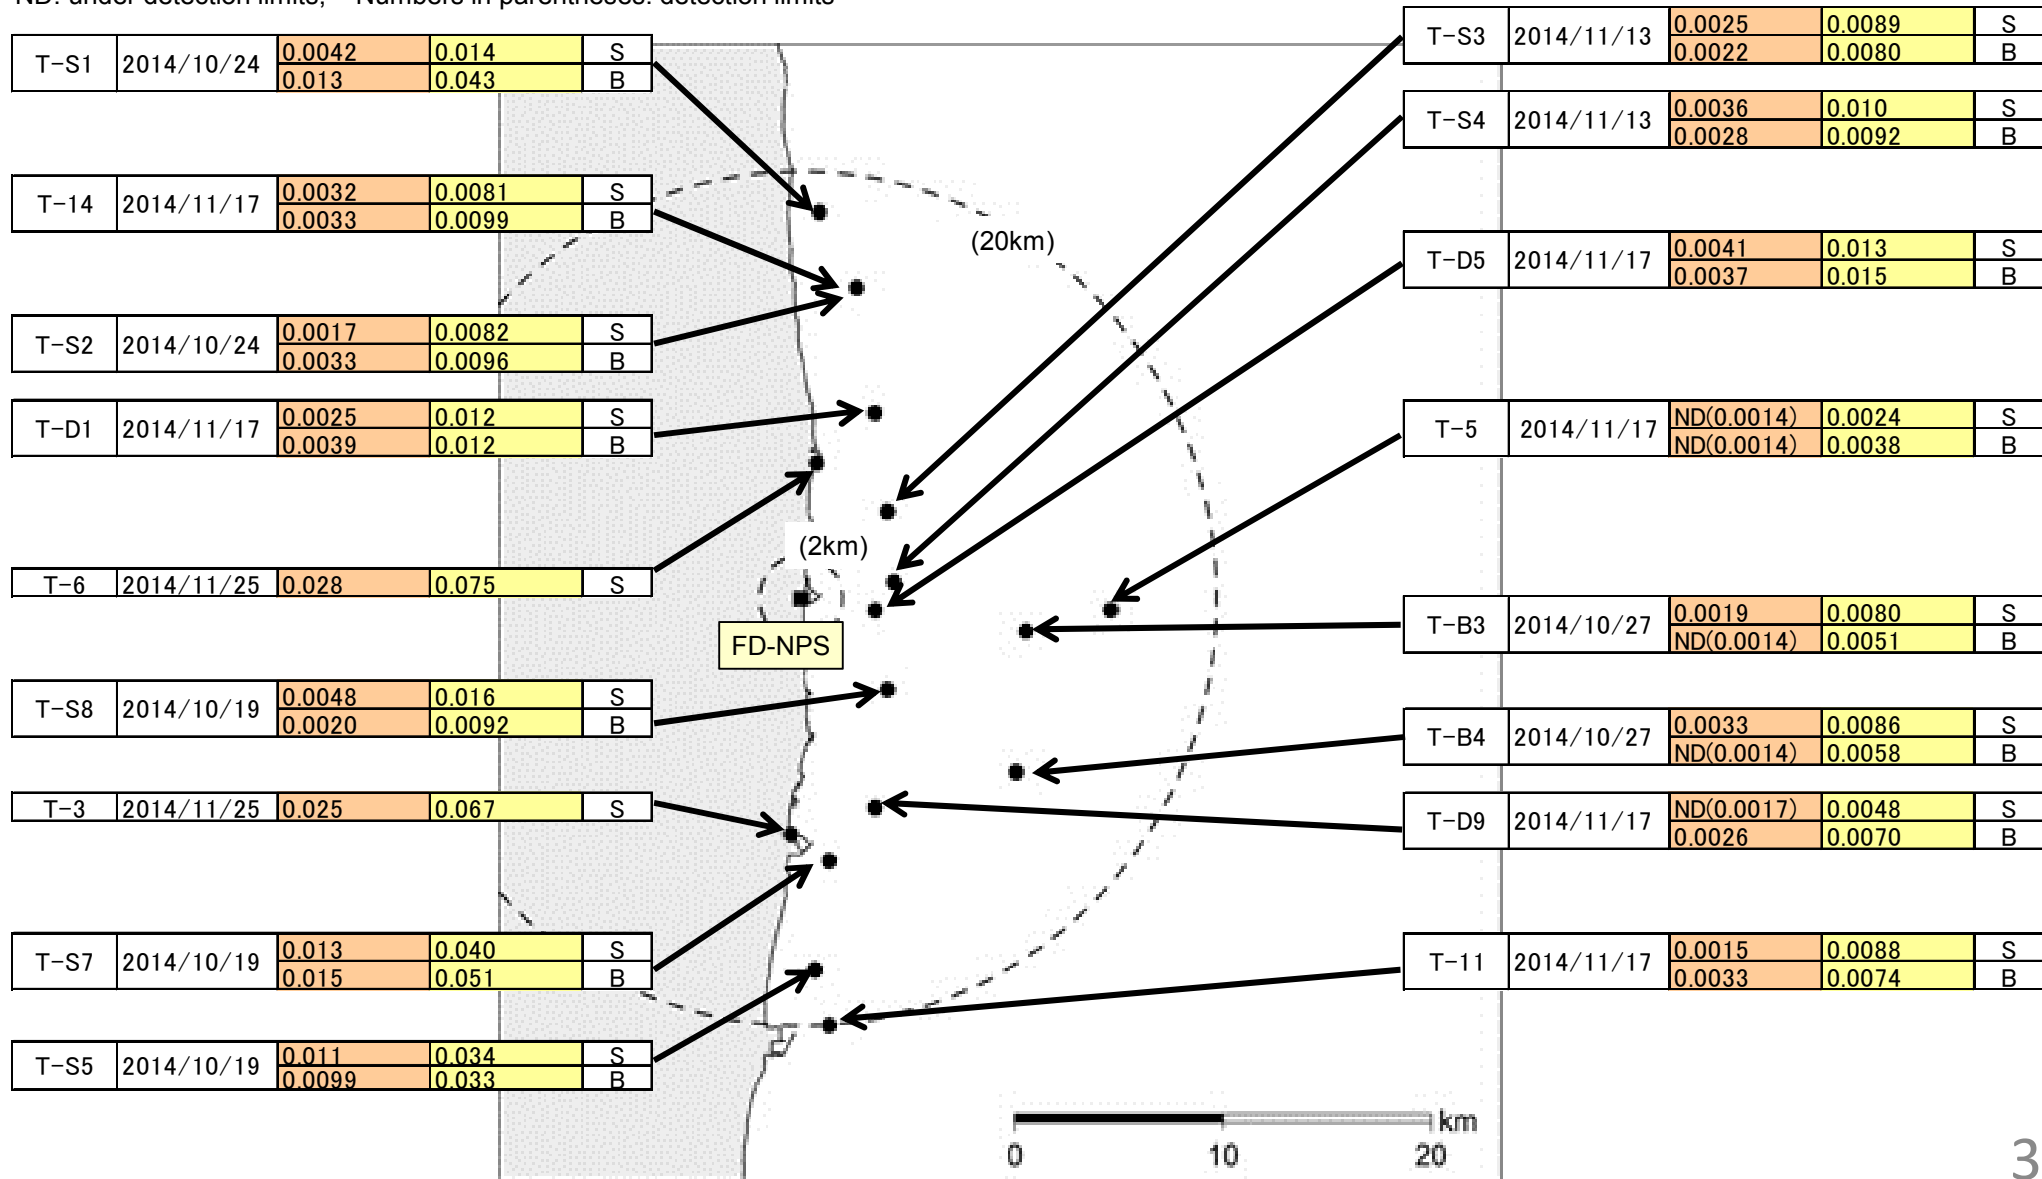 ND: under detection limits; Numbers in parentheses: detection limits
T-S1 2014/10/24 0.0042 0.014 S
0.013 0.043 B
T-14 2014/11/17 0.0032 0.0081 S
0.0033 0.0099 B
T-S2 2014/10/24 0.0017 0.0082 S
0.0033 0.0096 B
T-D1 2014/11/17 0.0025 0.012 S
0.0039 0.012 B
T-6 2014/11/25 0.028 0.075 S
T-S8 2014/10/19 0.0048 0.016 S
0.0020 0.0092 B
T-3 2014/11/25 0.025 0.067 S
T-S7 2014/10/19 0.013 0.040 S
0.015 0.051 B
T-S5 2014/10/19 0.011 0.034 S
0.0099 0.033 B
(20km)
(2km)
FD-NPS
T-S3 2014/11/13 0.0025 0.0089 S
0.0022 0.0080 B
T-S4 2014/11/13 0.0036 0.010 S
0.0028 0.0092 B
T-D5 2014/11/17 0.0041 0.013 S
0.0037 0.015 B
T-5 2014/11/17 ND(0.0014) 0.0024 S
ND(0.0014) 0.0038 B
T-B3 2014/10/27 0.0019 0.0080 S
ND(0.0014) 0.0051 B
T-B4 2014/10/27 0.0033 0.0086 S
ND(0.0014) 0.0058 B
T-D9 2014/11/17 ND(0.0017) 0.0048 S
0.0026 0.0070 B
T-11 2014/11/17 0.0015 0.0088 S
0.0033 0.0074 B
km
0 10 20
3